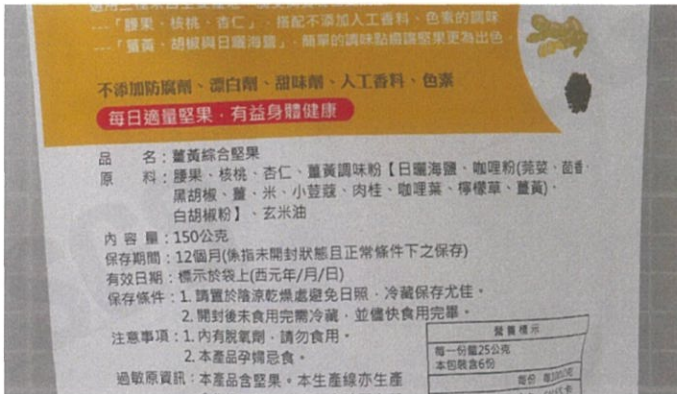 ---「腰果、核桃、杏仁」，搭配不添加人工香料、色素的調味
---「薑黃、胡椒與日曬海鹽」，簡單的調味點綴讓堅果更為出色。
不添加防腐劑、漂白劑、甜味劑、人工香料、色素
每日適量堅果，有益身體健康
品 名：薑黃綜合堅果
原 料：腰果、核桃、杏仁、薑黃調味粉【日曬海鹽、咖哩粉(芫荽、茴香、
黑胡椒、薑、米、小荳蔻、肉桂、咖哩葉、檸檬草、薑黃)、
白胡椒粉】、玄米油
內 容 量：150公克
保存期間：12個月(係指未開封狀態且正常條件下之保存)
有效日期：標示於袋上(西元年/月/日)
保存條件：1. 請置於陰涼乾燥處避免日照，冷藏保存尤佳。
2. 開封後未食用完需冷藏，並儘快食用完畢。
注意事項：1. 內有脫氧劑，請勿食用。
2. 本產品孕婦忌食。
過敏原資訊：本產品含堅果。本生產線亦生產
營養標示
每一份量25公克
本包裝含6份
每份 每100公克